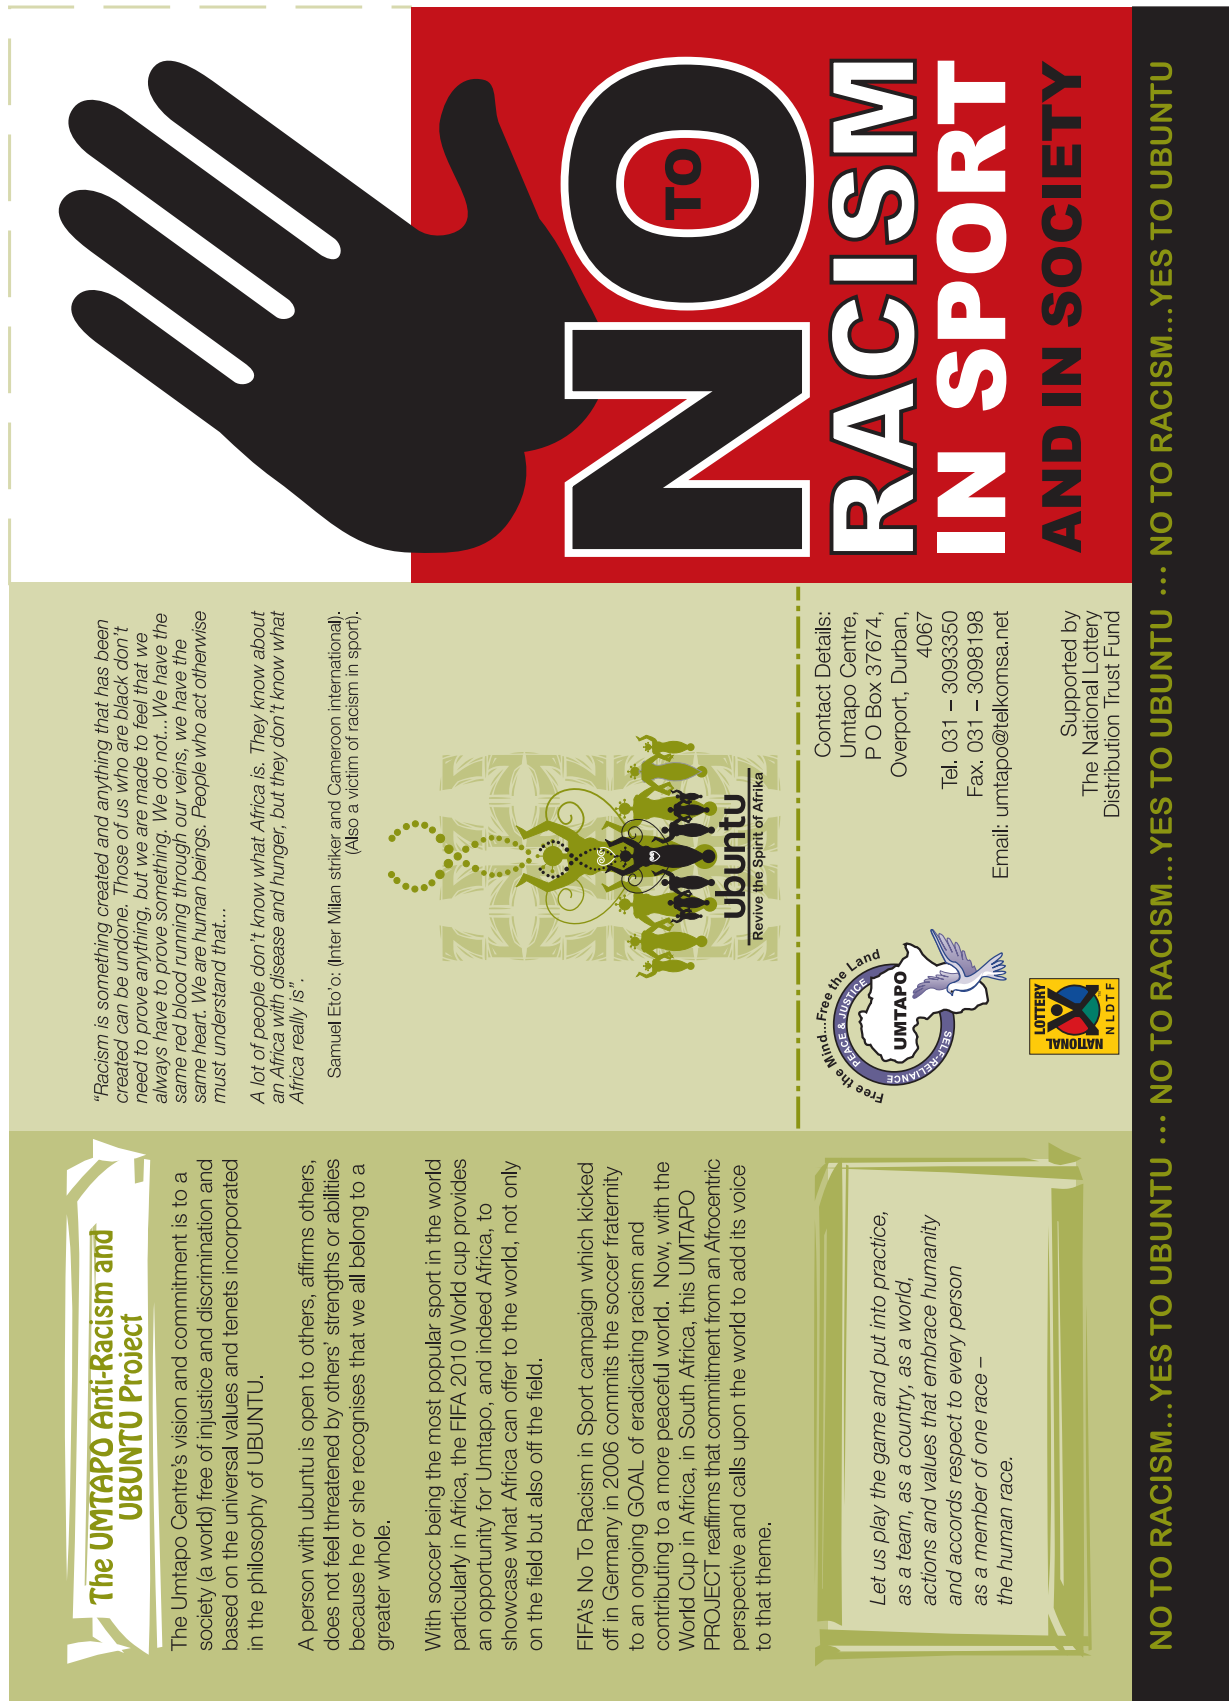 The UMTAPO Anti-Racism and
UBUNTU Project
The Umtapo Centre's vision and commitment is to a
society (a world) free of injustice and discrimination and
based on the universal values and tenets incorporated
in the philosophy of UBUNTU.
A person with ubuntu is open to others, affirms others,
does not feel threatened by others' strengths or abilities
because he or she recognises that we all belong to a
greater whole.
With soccer being the most popular sport in the world
particularly in Africa, the FIFA 2010 World cup provides
an opportunity for Umtapo, and indeed Africa, to
showcase what Africa can offer to the world, not only
on the field but also off the field.
FIFA's No To Racism in Sport campaign which kicked
off in Germany in 2006 commits the soccer fraternity
to an ongoing GOAL of eradicating racism and
contributing to a more peaceful world. Now, with the
World Cup in Africa, in South Africa, this UMTAPO
PROJECT reaffirms that commitment from an Afrocentric
perspective and calls upon the world to add its voice
to that theme.
Let us play the game and put into practice,
as a team, as a country, as a world,
actions and values that embrace humanity
and accords respect to every person
as a member of one race –
the human race.
"Racism is something created and anything that has been
created can be undone. Those of us who are black don't
need to prove anything, but we are made to feel that we
always have to prove something. We do not...We have the
same red blood running through our veins, we have the
same heart. We are human beings. People who act otherwise
must understand that...
A lot of people don't know what Africa is. They know about
an Africa with disease and hunger, but they don't know what
Africa really is".
Samuel Eto'o: (Inter Milan striker and Cameroon international).
(Also a victim of racism in sport).
ubuntu
Revive the Spirit of Afrika
Free the Mind...Free the Land
PEACE & JUSTICE
UMTAPO
SELF-RELIANCE
Contact Details:
Umtapo Centre,
P O Box 37674,
Overport, Durban,
4067
Tel. 031 – 3093350
Fax. 031 – 3098198
Email: umtapo@telkomsa.net
NATIONAL
LOTTERY
TM
NLDTF
Supported by
The National Lottery
Distribution Trust Fund
NO
TO
RACISM
IN SPORT
AND IN SOCIETY
NO TO RACISM...YES TO UBUNTU ... NO TO RACISM...YES TO UBUNTU ... NO TO RACISM...YES TO UBUNTU